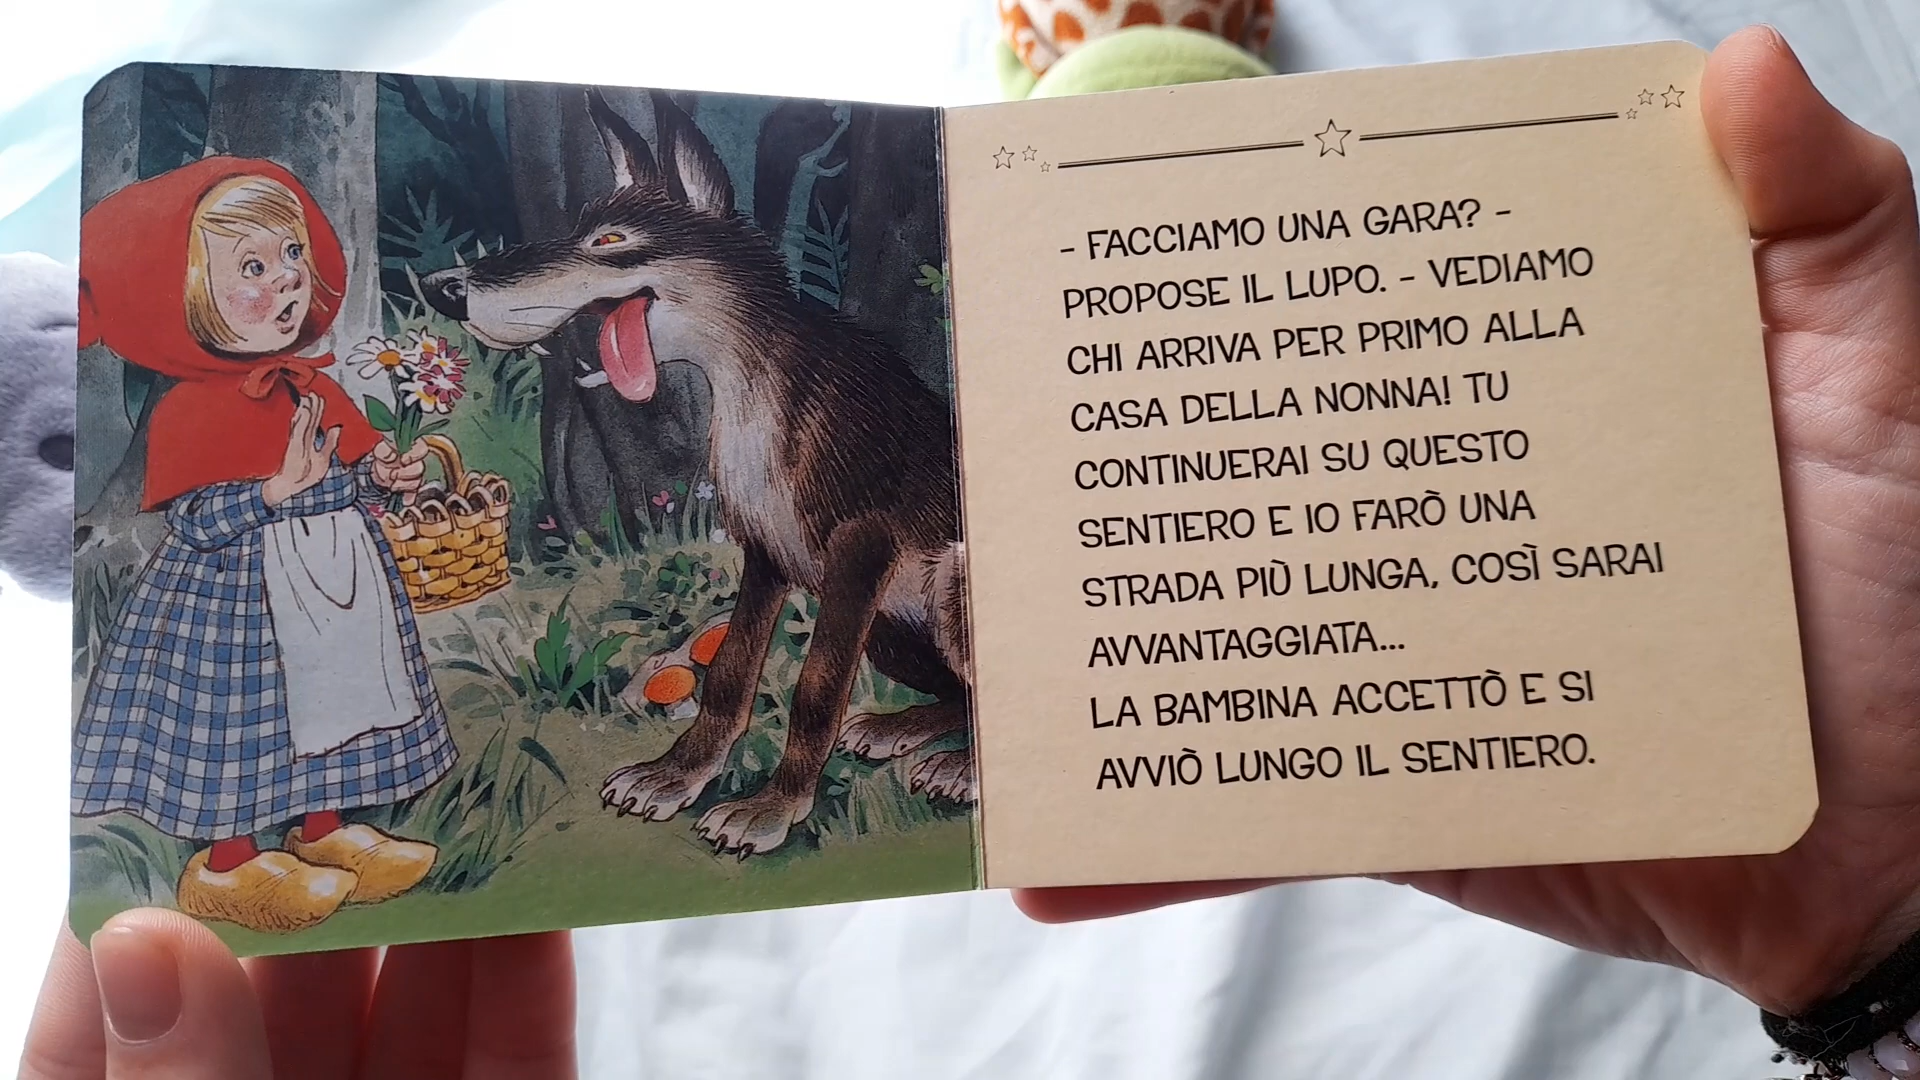 - FACCIAMO UNA GARA? -
PROPOSE IL LUPO. - VEDIAMO
CHI ARRIVA PER PRIMO ALLA
CASA DELLA NONNA! TU
CONTINUERAI SU QUESTO
SENTIERO E IO FARÒ UNA
STRADA PIÙ LUNGA, COSÌ SARAI
AVVANTAGGIATA...
LA BAMBINA ACCETTÒ E SI
AVVIÒ LUNGO IL SENTIERO.